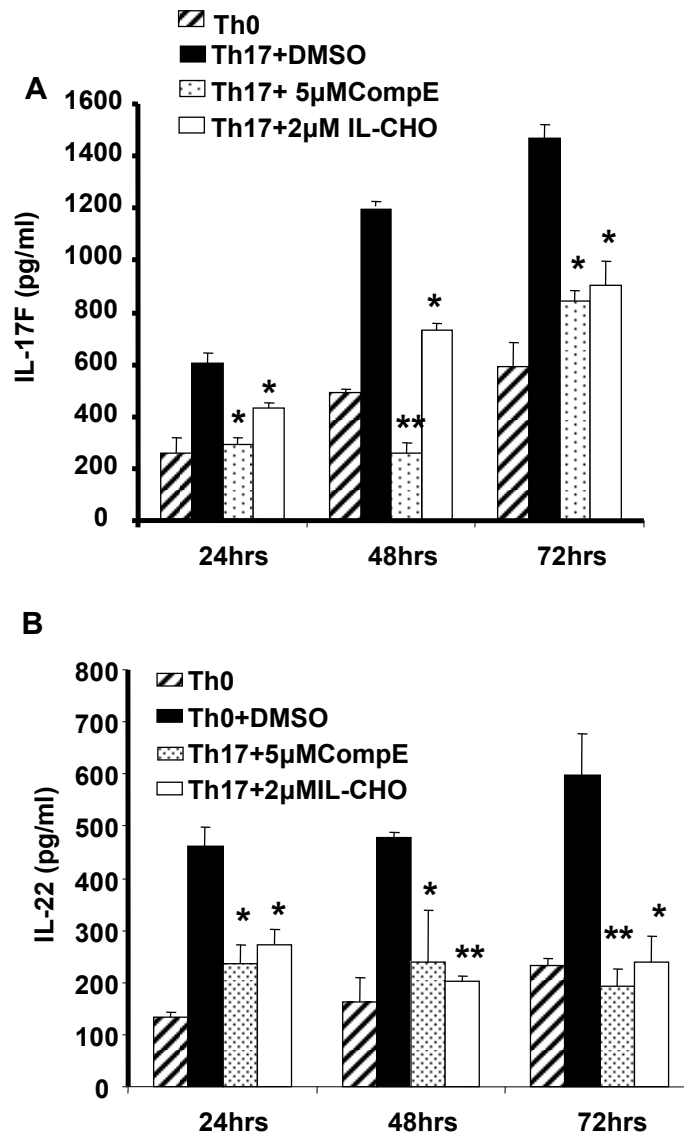 Th0
Th17+DMSO
A
Th17+ 5µMCompE
Th17+2µM IL-CHO
1600
1400
1200
1000
800
600
400
200
0
IL-17F (pg/ml)
*
*
**
*
*
*
24hrs
48hrs
72hrs
B
800
700
600
500
400
300
200
100
0
IL-22 (pg/ml)
Th0
Th0+DMSO
Th17+5µMCompE
Th17+2µMIL-CHO
*
*
*
**
**
*
24hrs
48hrs
72hrs